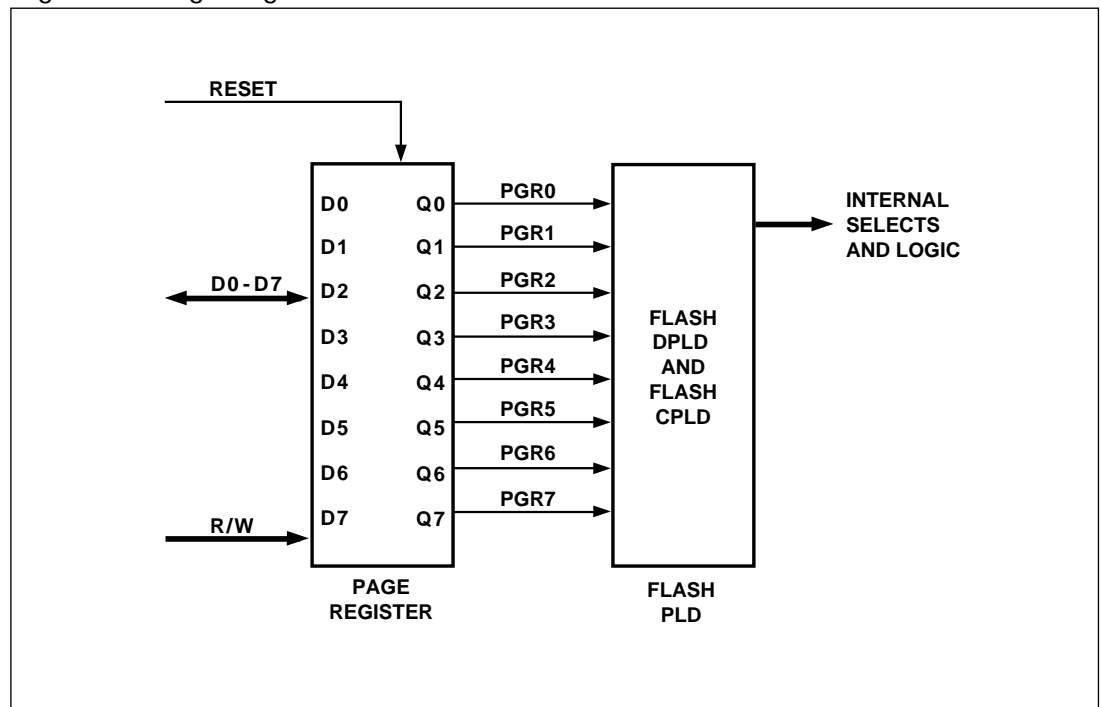 RESET
D0 Q0 PGR0
D1 Q1 PGR1
D0-D7 D2 Q2 PGR2
D3 Q3 PGR3
D4 Q4 PGR4
D5 Q5 PGR5
D6 Q6 PGR6
R/W D7 Q7 PGR7
PAGE
REGISTER
FLASH
DPLD
AND
FLASH
CPLD
FLASH
PLD
INTERNAL
SELECTS
AND LOGIC